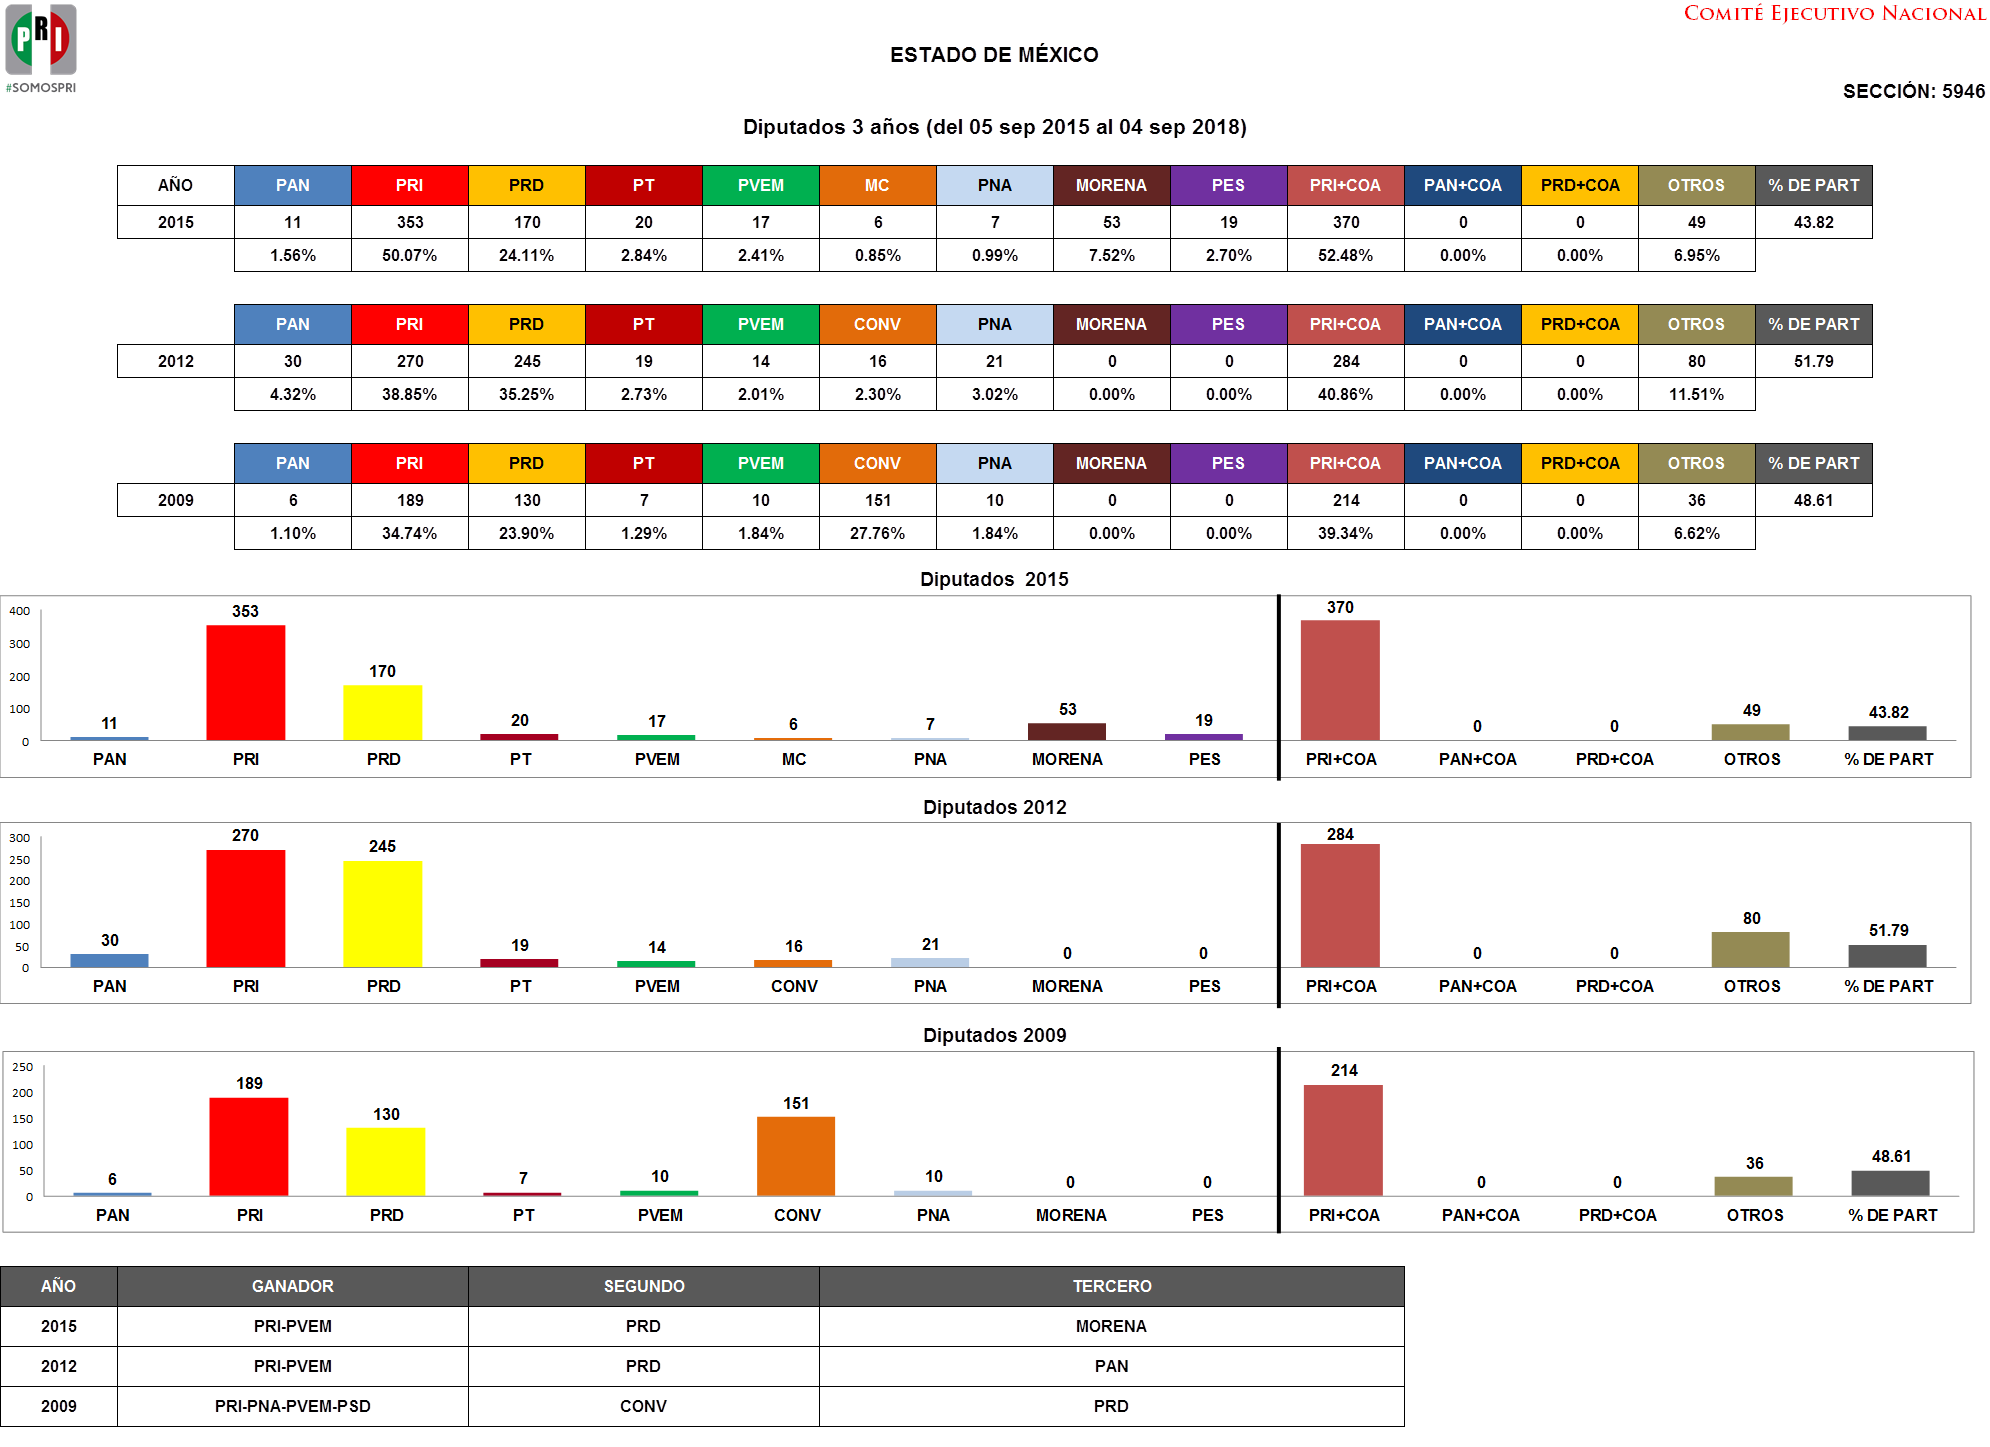 PRI
#SOMOSPRI
COMITÉ EJECUTIVO NACIONAL
ESTADO DE MÉXICO
SECCIÓN: 5946
Diputados 3 años (del 05 sep 2015 al 04 sep 2018)
AÑO PAN PRI PRD PT PVEM MC PNA MORENA PES PRI+COA PAN+COA PRD+COA OTROS % DE PART
2015 11 353 170 20 17 6 7 53 19 370 0 0 49 43.82
1.56% 50.07% 24.11% 2.84% 2.41% 0.85% 0.99% 7.52% 2.70% 52.48% 0.00% 0.00% 6.95%
PAN PRI PRD PT PVEM CONV PNA MORENA PES PRI+COA PAN+COA PRD+COA OTROS % DE PART
2012 30 270 245 19 14 16 21 0 0 284 0 0 80 51.79
4.32% 38.85% 35.25% 2.73% 2.01% 2.30% 3.02% 0.00% 0.00% 40.86% 0.00% 0.00% 11.51%
PAN PRI PRD PT PVEM CONV PNA MORENA PES PRI+COA PAN+COA PRD+COA OTROS % DE PART
2009 6 189 130 7 10 151 10 0 0 214 0 0 36 48.61
1.10% 34.74% 23.90% 1.29% 1.84% 27.76% 1.84% 0.00% 0.00% 39.34% 0.00% 0.00% 6.62%
Diputados 2015
400
300
200
100
0
11 353 170 20 17 6 7 53 19 370 0 0 49 43.82
PAN PRI PRD PT PVEM MC PNA MORENA PES PRI+COA PAN+COA PRD+COA OTROS % DE PART
Diputados 2012
300
250
200
150
100
50
0
30 270 245 19 14 16 21 0 0 284 0 0 80 51.79
PAN PRI PRD PT PVEM CONV PNA MORENA PES PRI+COA PAN+COA PRD+COA OTROS % DE PART
Diputados 2009
250
200
150
100
50
0
6 189 130 7 10 151 10 0 0 214 0 0 36 48.61
PAN PRI PRD PT PVEM CONV PNA MORENA PES PRI+COA PAN+COA PRD+COA OTROS % DE PART
AÑO GANADOR SEGUNDO TERCERO
2015 PRI-PVEM PRD MORENA
2012 PRI-PVEM PRD PAN
2009 PRI-PNA-PVEM-PSD CONV PRD